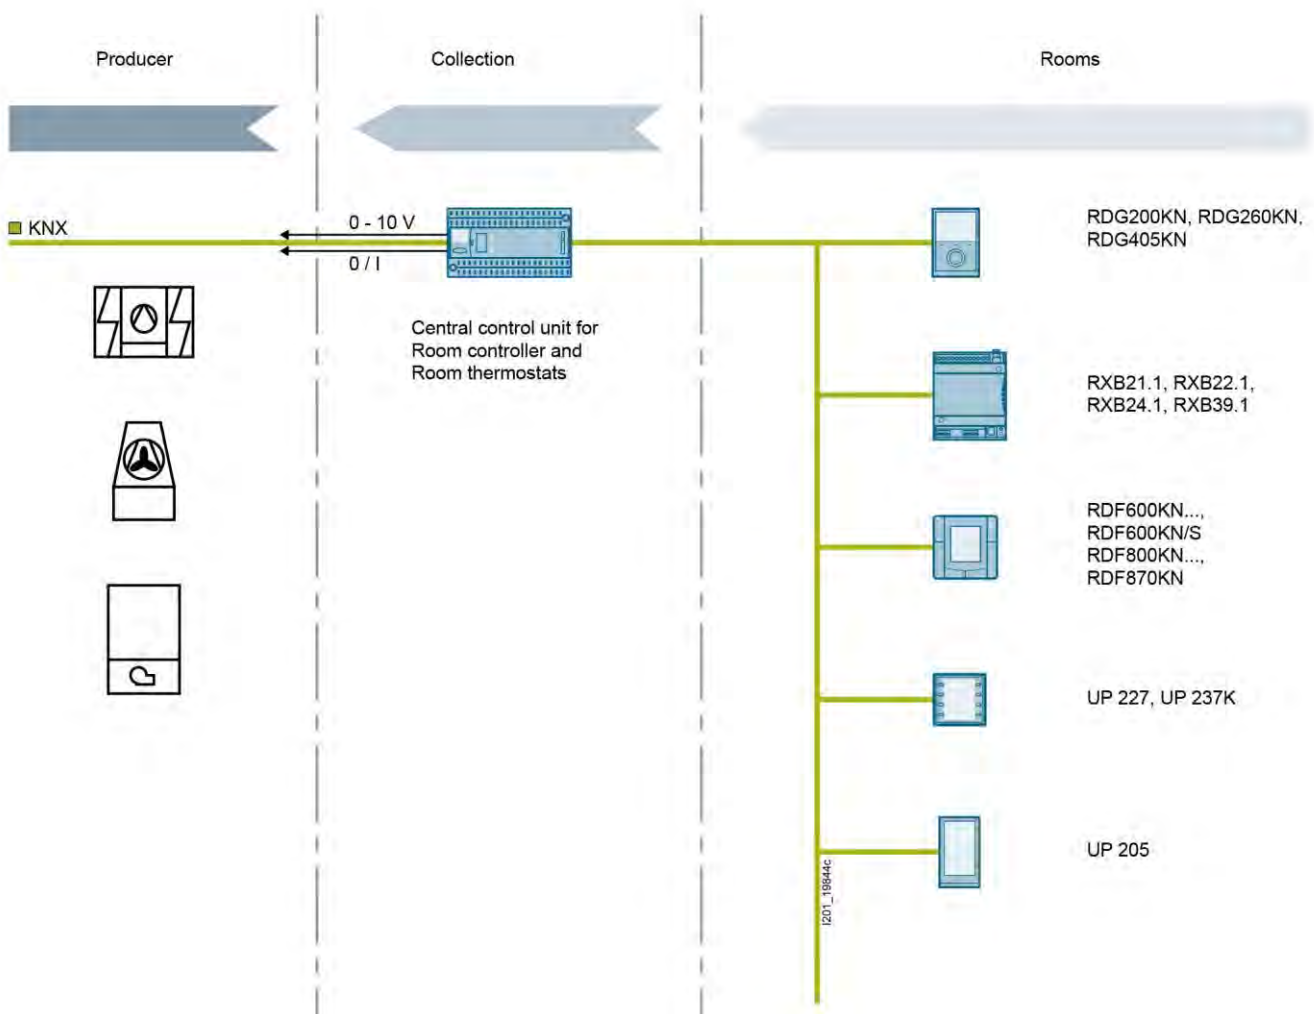 Producer
Collection
Rooms
KNX
0 - 10 V
0 / I
Central control unit for
Room controller and
Room thermostats
RDG200KN, RDG260KN,
RDG405KN
RXB21.1, RXB22.1,
RXB24.1, RXB39.1
RDF600KN...,
RDF600KN/S
RDF800KN...,
RDF870KN
UP 227, UP 237K
UP 205
I201_19844c